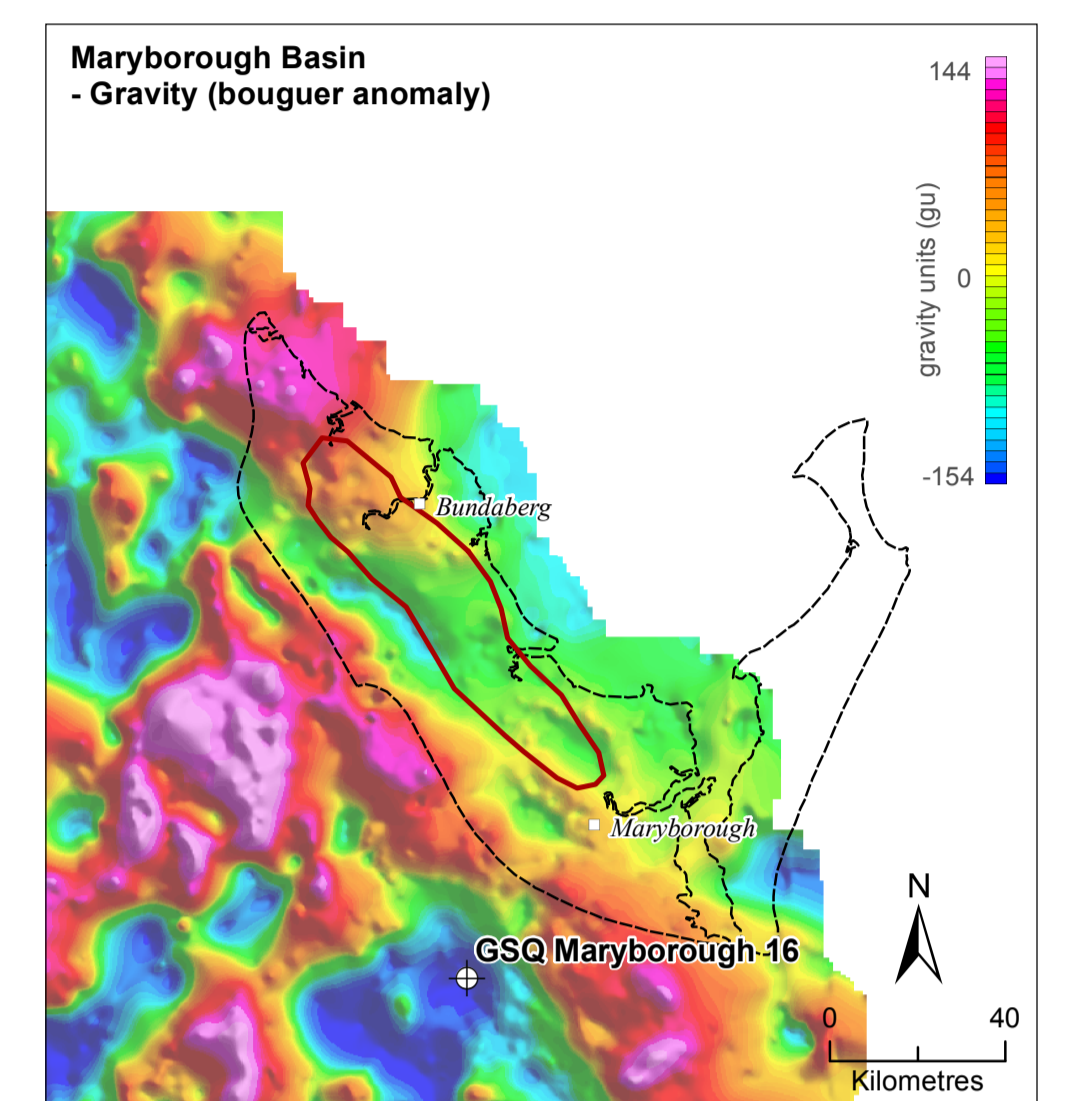 Maryborough Basin
- Gravity (bouguer anomaly)
144
0
-154
gravity units (gu)
Bundaberg
Maryborough
GSQ Maryborough 16
N
0 40
Kilometres